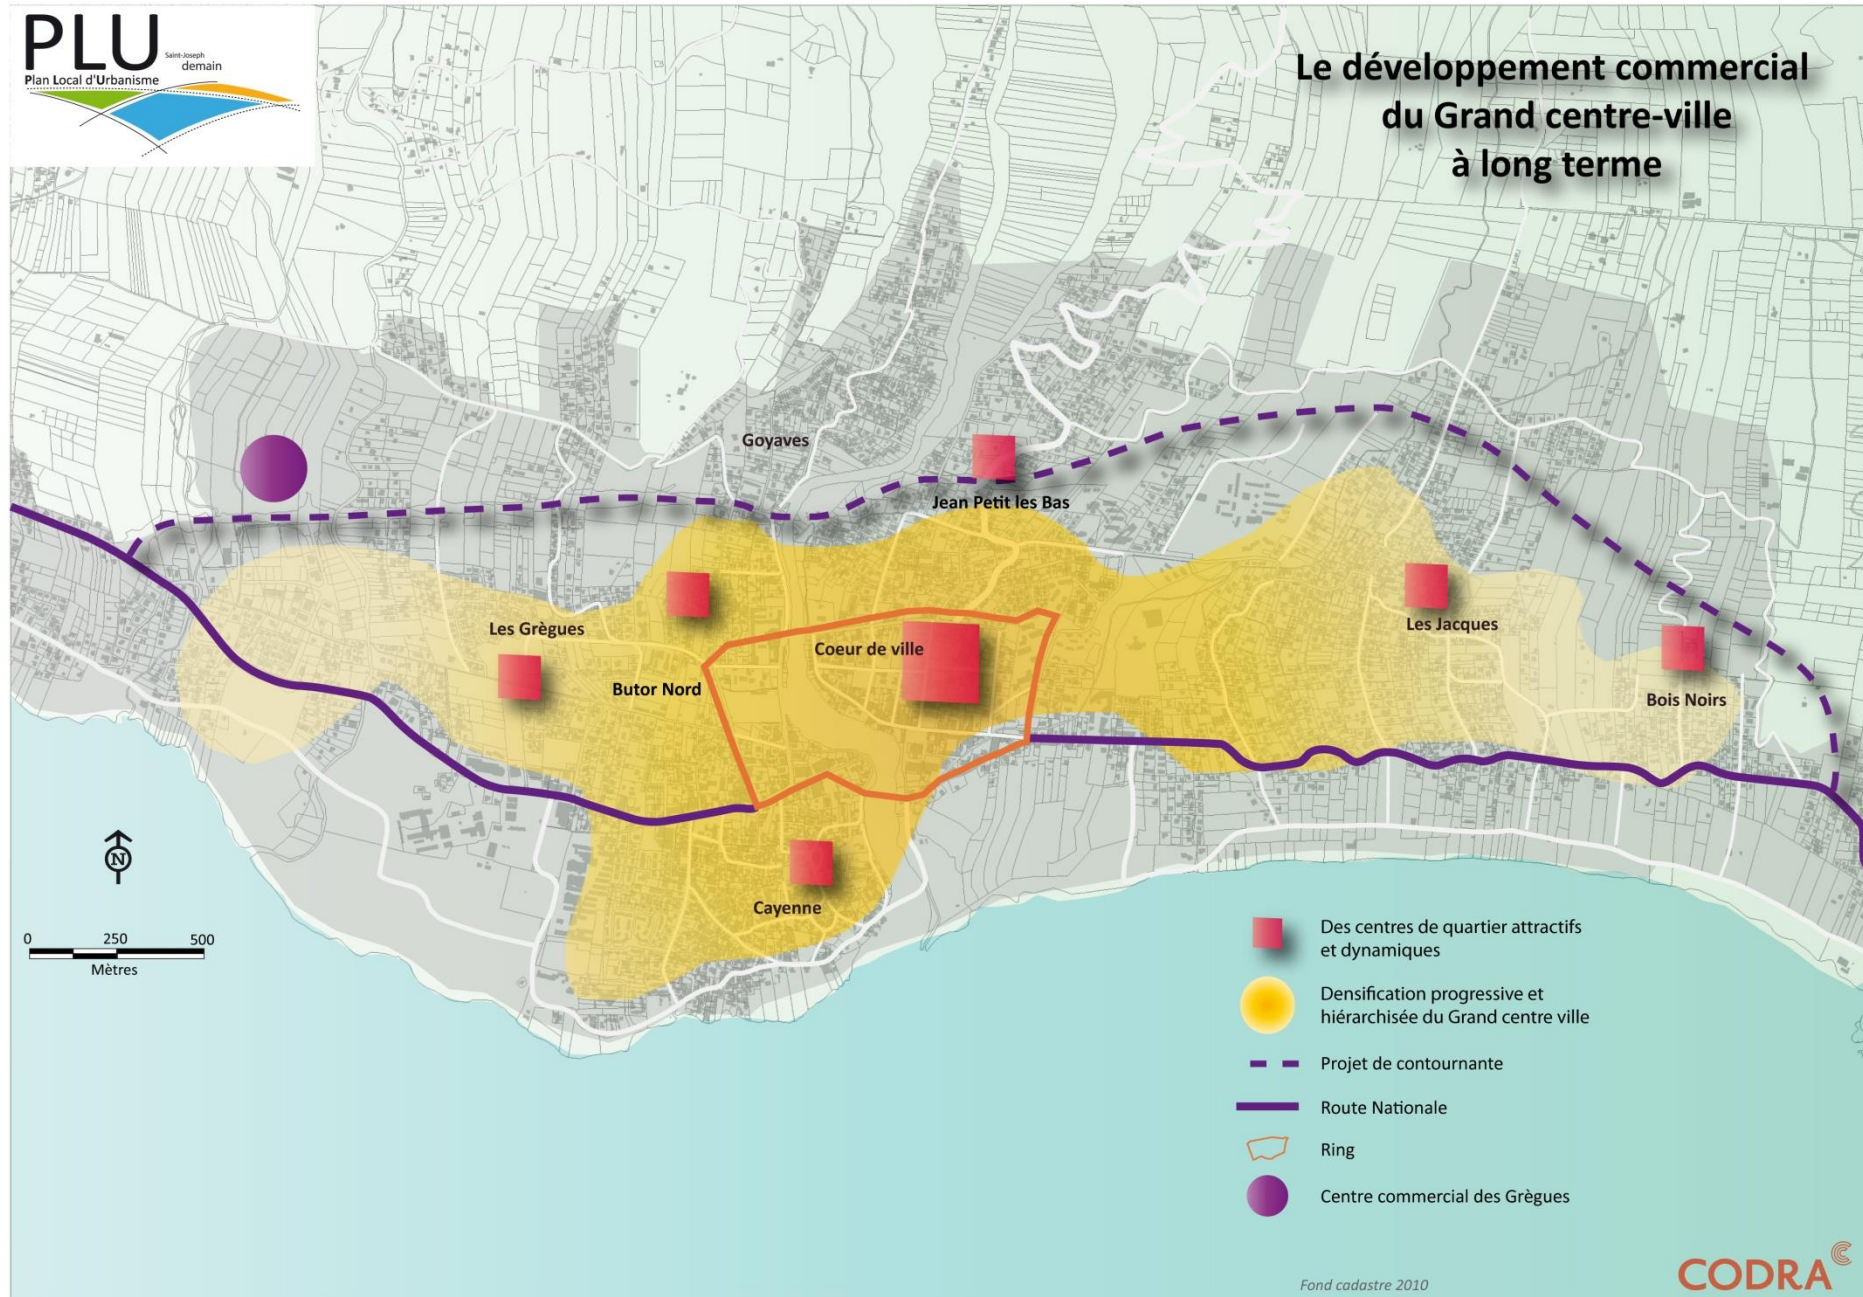 PLU
Saint-Joseph
demain
Plan Local d'Urbanisme
Le développement commercial
du Grand centre-ville
à long terme
Goyaves
Jean Petit les Bas
Les Grègues
Coeur de ville
Les Jacques
Butor Nord
Bois Noirs
Cayenne
N
0 250 500
Mètres
Des centres de quartier attractifs
et dynamiques
Densification progressive et
hiérarchisée du Grand centre ville
Projet de contournante
Route Nationale
Ring
Centre commercial des Grègues
Fond cadastre 2010
CODRA